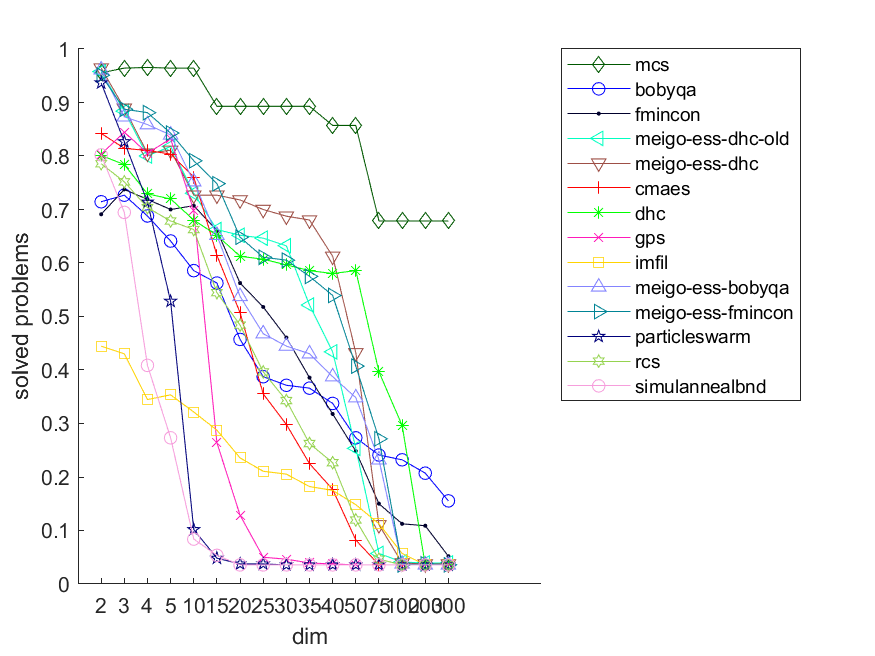 1
0.9
0.8
0.7
0.6
0.5
0.4
0.3
0.2
0.1
0
solved problems
2 3 4 5 10 15 20 25 30 35 40 50 75 100 200 300
dim
mcs
bobyqa
fmincon
meigo-ess-dhc-old
meigo-ess-dhc
cmaes
dhc
gps
imfil
meigo-ess-bobyqa
meigo-ess-fmincon
particleswarm
rcs
simulannealbnd